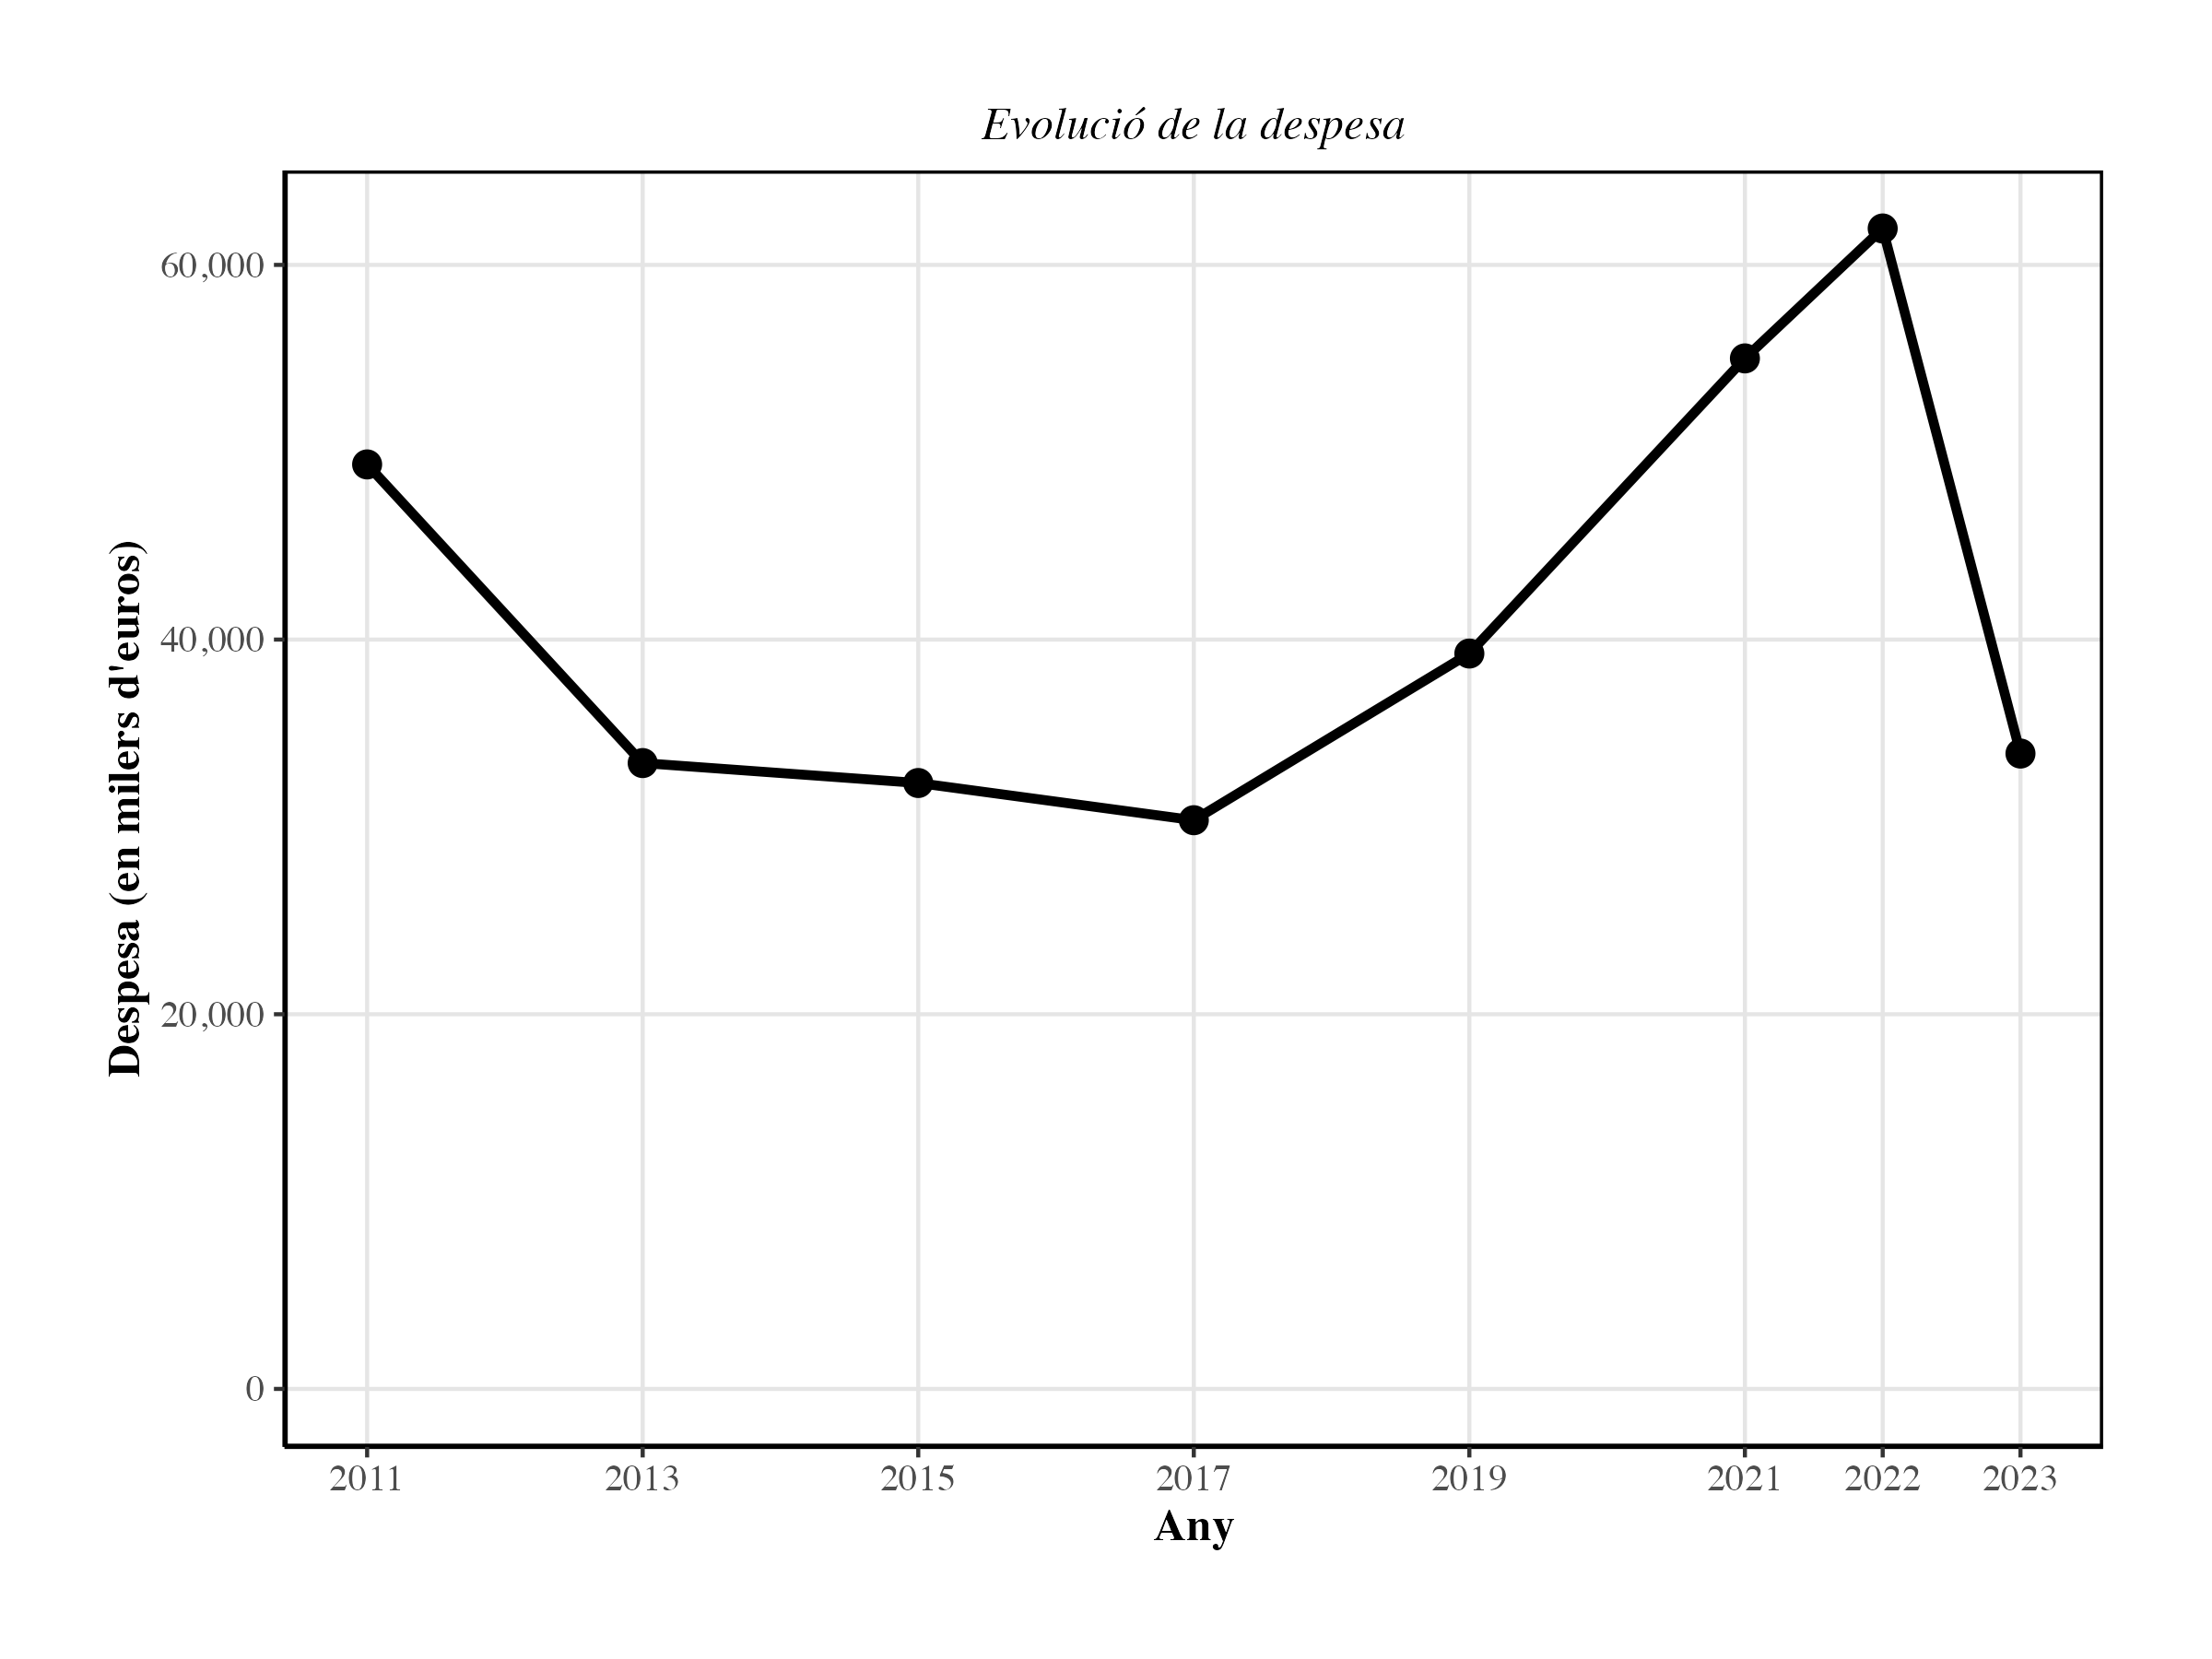 Evolució de la despesa
Despesa (en milers d'euros)
60,000
40,000
20,000
0
2011 2013 2015 2017 2019 2021 2022 2023
Any